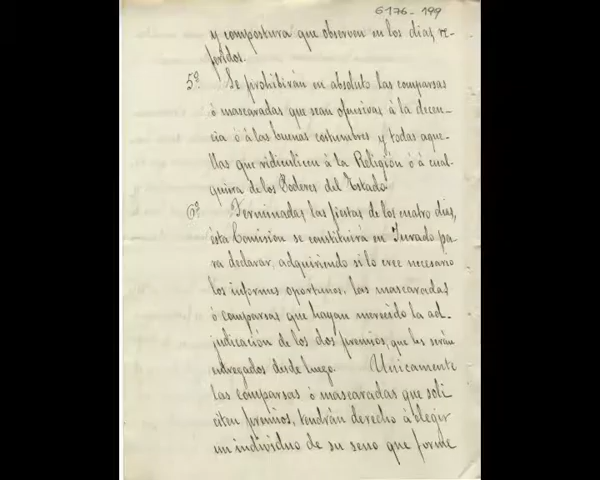 6176-199
y compostura que observen en los dias re-
feridos.
5º Se prohibirán en absoluto las comparsas
ó mascaradas que sean ofensivas á la decen-
cia ó á las buenas costumbres y todas aque-
llas que ridiculicen á la Religión ó á cual-
quiera de los Poderes del Estado.
6º Terminadas las fiestas de los cuatro dias,
ésta Comision se constituirá en Jurado pa-
ra declarar, adquiriendo si lo cree necesario
los informes oportunos, las mascaradas
ó comparsas que hayan merecido la ad-
judicación de los dos premios, que les serán
entregados desde luego. Unicamente
las comparsas ó mascaradas que soli
citen premios, tendrán derecho á elegir
un individuo de su seno que forme